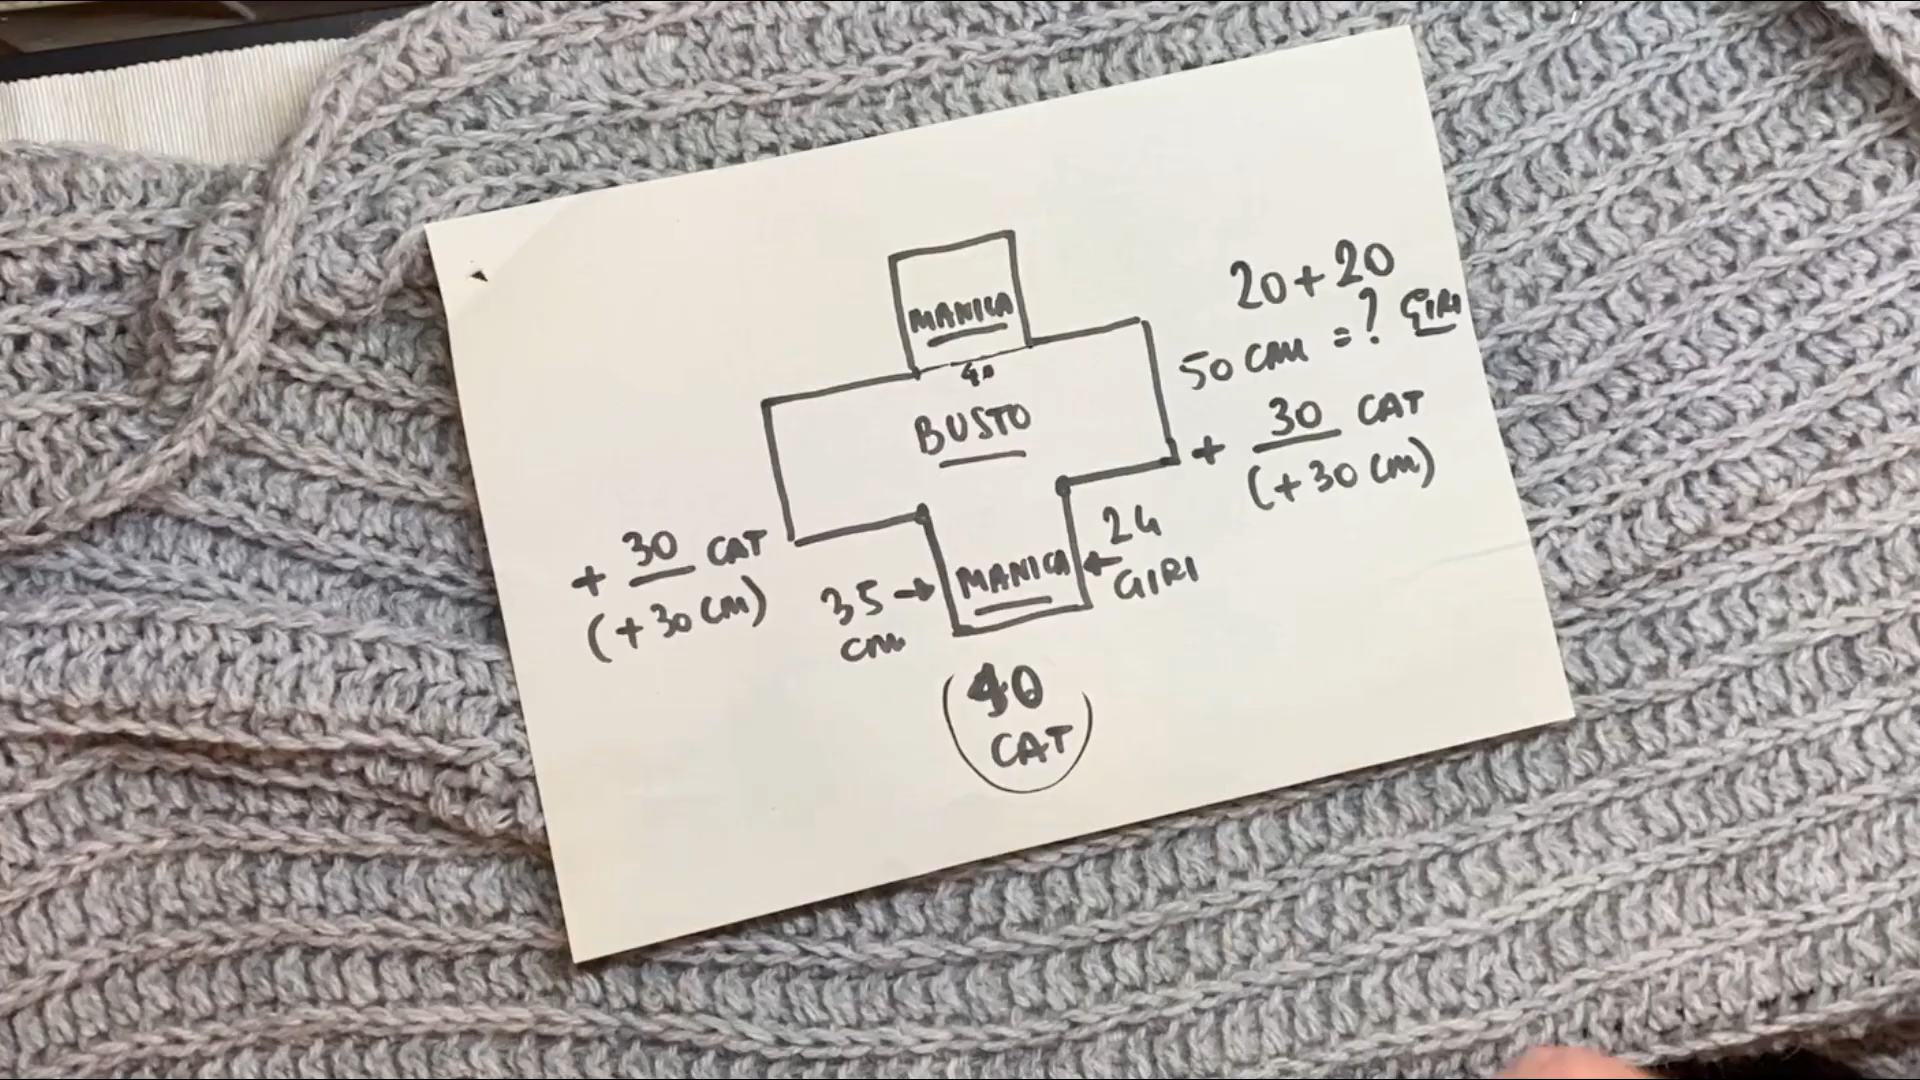 MANICA
40
BUSTO
20+20
50 cm = ? GIRI
+ 30 CAT
(+30 cm)
+ 30 CAT
(+30 cm)
35
cm
MANICA
24
GIRI
(40
CAT)